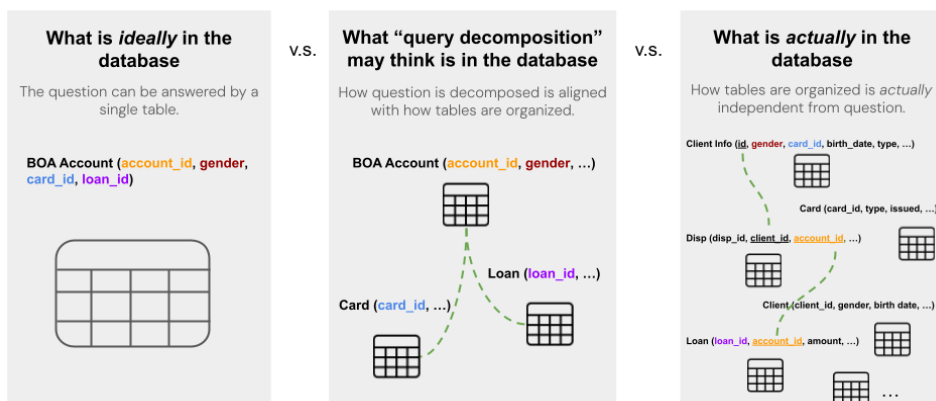 What is ideally in the
database
The question can be answered by a
single table.
BOA Account (account_id, gender,
card_id, loan_id)
v.s.
What “query decomposition”
may think is in the database
How question is decomposed is aligned
with how tables are organized.
BOA Account (account_id, gender, …)
Loan (loan_id, …)
Card (card_id, …)
v.s.
What is actually in the
database
How tables are organized is actually
independent from question.
Client Info (id, gender, card_id, birth_date, type, …)
Card (card_id, type, issued, …)
Disp (disp_id, client_id, account_id, …)
Client (client_id, gender, birth date, …)
Loan (loan_id, account_id, amount, …)
…